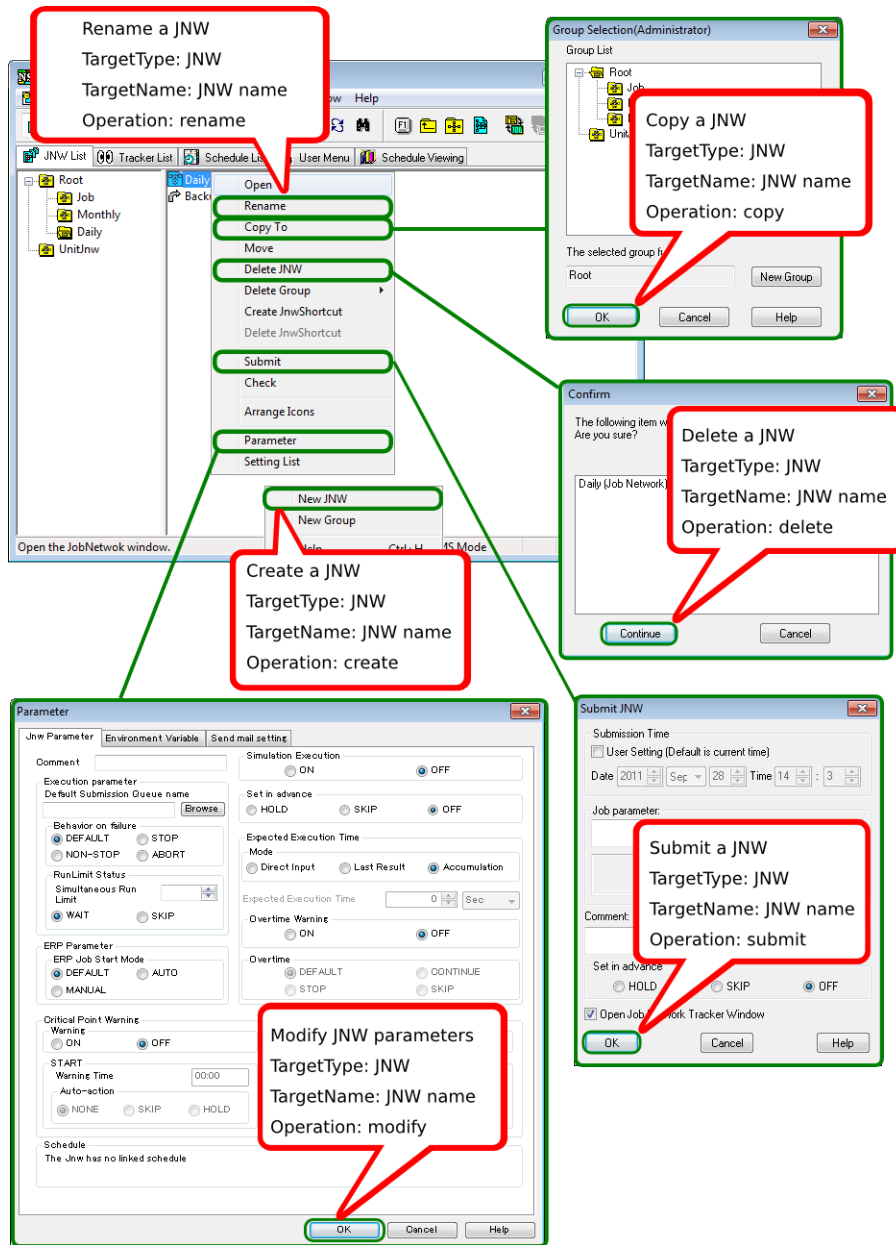 Rename a JNW
TargetType: JNW
TargetName: JNW name
Operation: rename
Group Selection(Administrator)
Group List
Root
Job
Copy a JNW
TargetType: JNW
TargetName: JNW name
Operation: copy
The selected group
Root
New Group
OK
Cancel
Help
Help
JNW List
Tracker List
Schedule
User Menu
Schedule Viewing
Root
Job
Monthly
Daily
UnitJnw
Daily
Open
Rename
Copy To
Move
Delete JNW
Delete Group
Create JnwShortcut
Delete JnwShortcut
Submit
Check
Arrange Icons
Parameter
Setting List
New JNW
New Group
Help Ctrl+H
Open the JobNetwok window.
MS Mode
Create a JNW
TargetType: JNW
TargetName: JNW name
Operation: create
Confirm
The following item
Are you sure?
Daily (Job Network)
Delete a JNW
TargetType: JNW
TargetName: JNW name
Operation: delete
Continue
Cancel
Parameter
Jnw Parameter
Environment Variable
Send mail setting
Comment
Execution parameter
Default Submission Queue name
Browse
Behavior on failure
DEFAULT
STOP
NON-STOP
ABORT
RunLimit Status
Simultaneous Run
Limit
WAIT
SKIP
ERP Parameter
ERP Job Start Mode
DEFAULT
AUTO
MANUAL
Simulation Execution
ON
OFF
Set in advance
HOLD
SKIP
OFF
Expected Execution Time
Mode
Direct Input
Last Result
Accumulation
Expected Execution Time
0
Sec
Overtime Warning
ON
OFF
Overtime
DEFAULT
CONTINUE
STOP
SKIP
Critical Point Warning
Warning
ON
OFF
START
Warning Time
00:00
Auto-action
NONE
SKIP
HOLD
Schedule
The Jnw has no linked schedule
Modify JNW parameters
TargetType: JNW
TargetName: JNW name
Operation: modify
OK
Cancel
Help
Submit JNW
Submission Time
User Setting (Default is current time)
Date 2011 Sep 28 Time 14 : 3
Job parameter:
Submit a JNW
TargetType: JNW
TargetName: JNW name
Operation: submit
Comment:
Set in advance
HOLD
SKIP
OFF
Open Job Network Tracker Window
OK
Cancel
Help